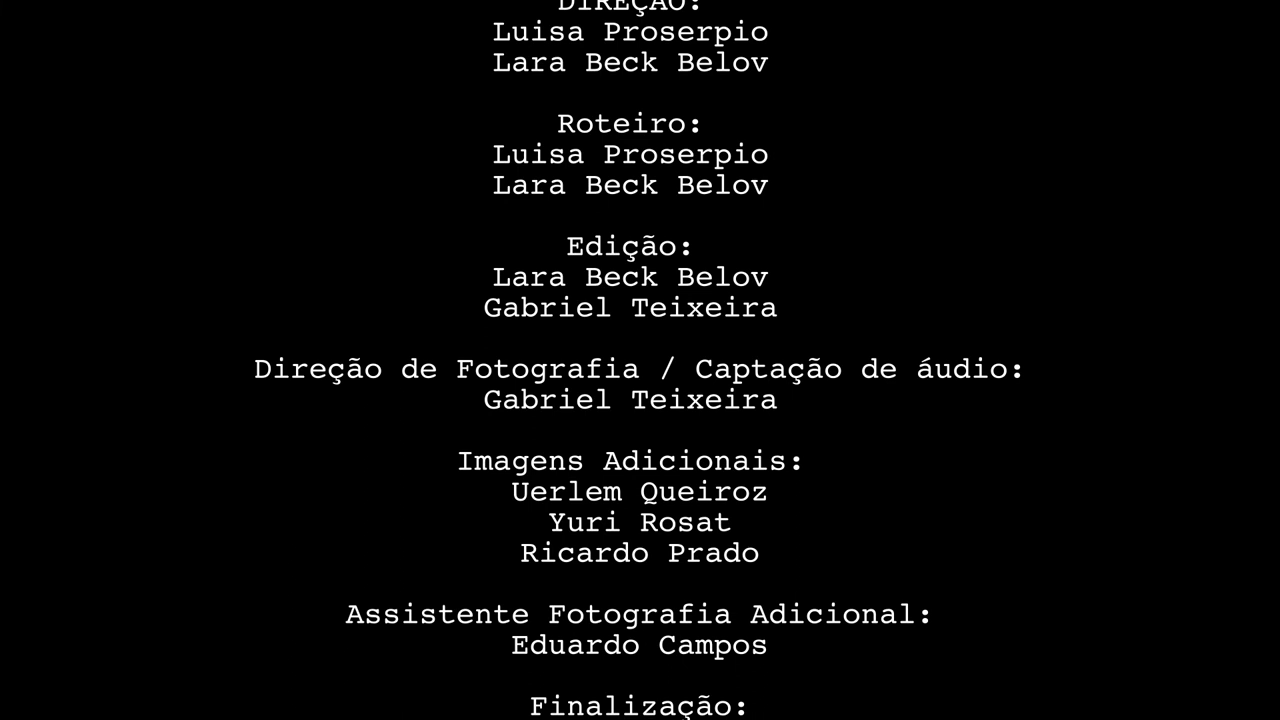 DIREÇÃO:
Luisa Proserpio
Lara Beck Belov
Roteiro:
Luisa Proserpio
Lara Beck Belov
Edição:
Lara Beck Belov
Gabriel Teixeira
Direção de Fotografia / Captação de áudio:
Gabriel Teixeira
Imagens Adicionais:
Uerlem Queiroz
Yuri Rosat
Ricardo Prado
Assistente Fotografia Adicional:
Eduardo Campos
Finalização: